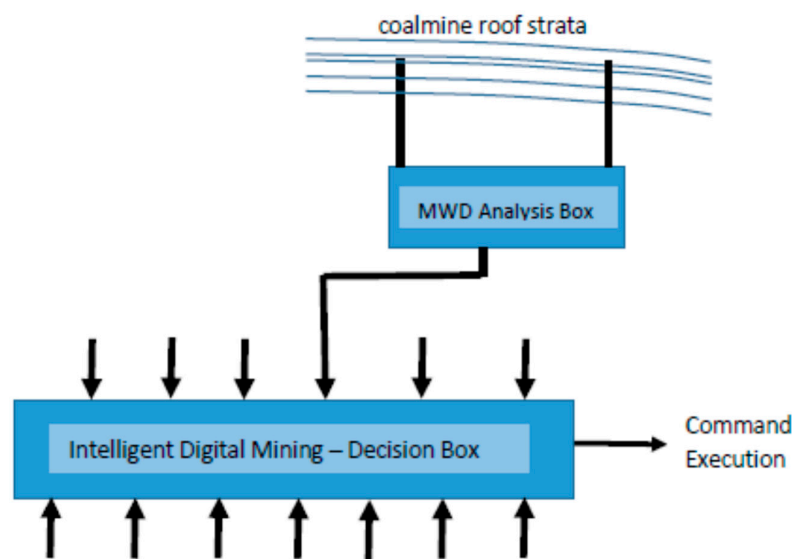 coalmine roof strata
MWD Analysis Box
Intelligent Digital Mining – Decision Box
Command
Execution